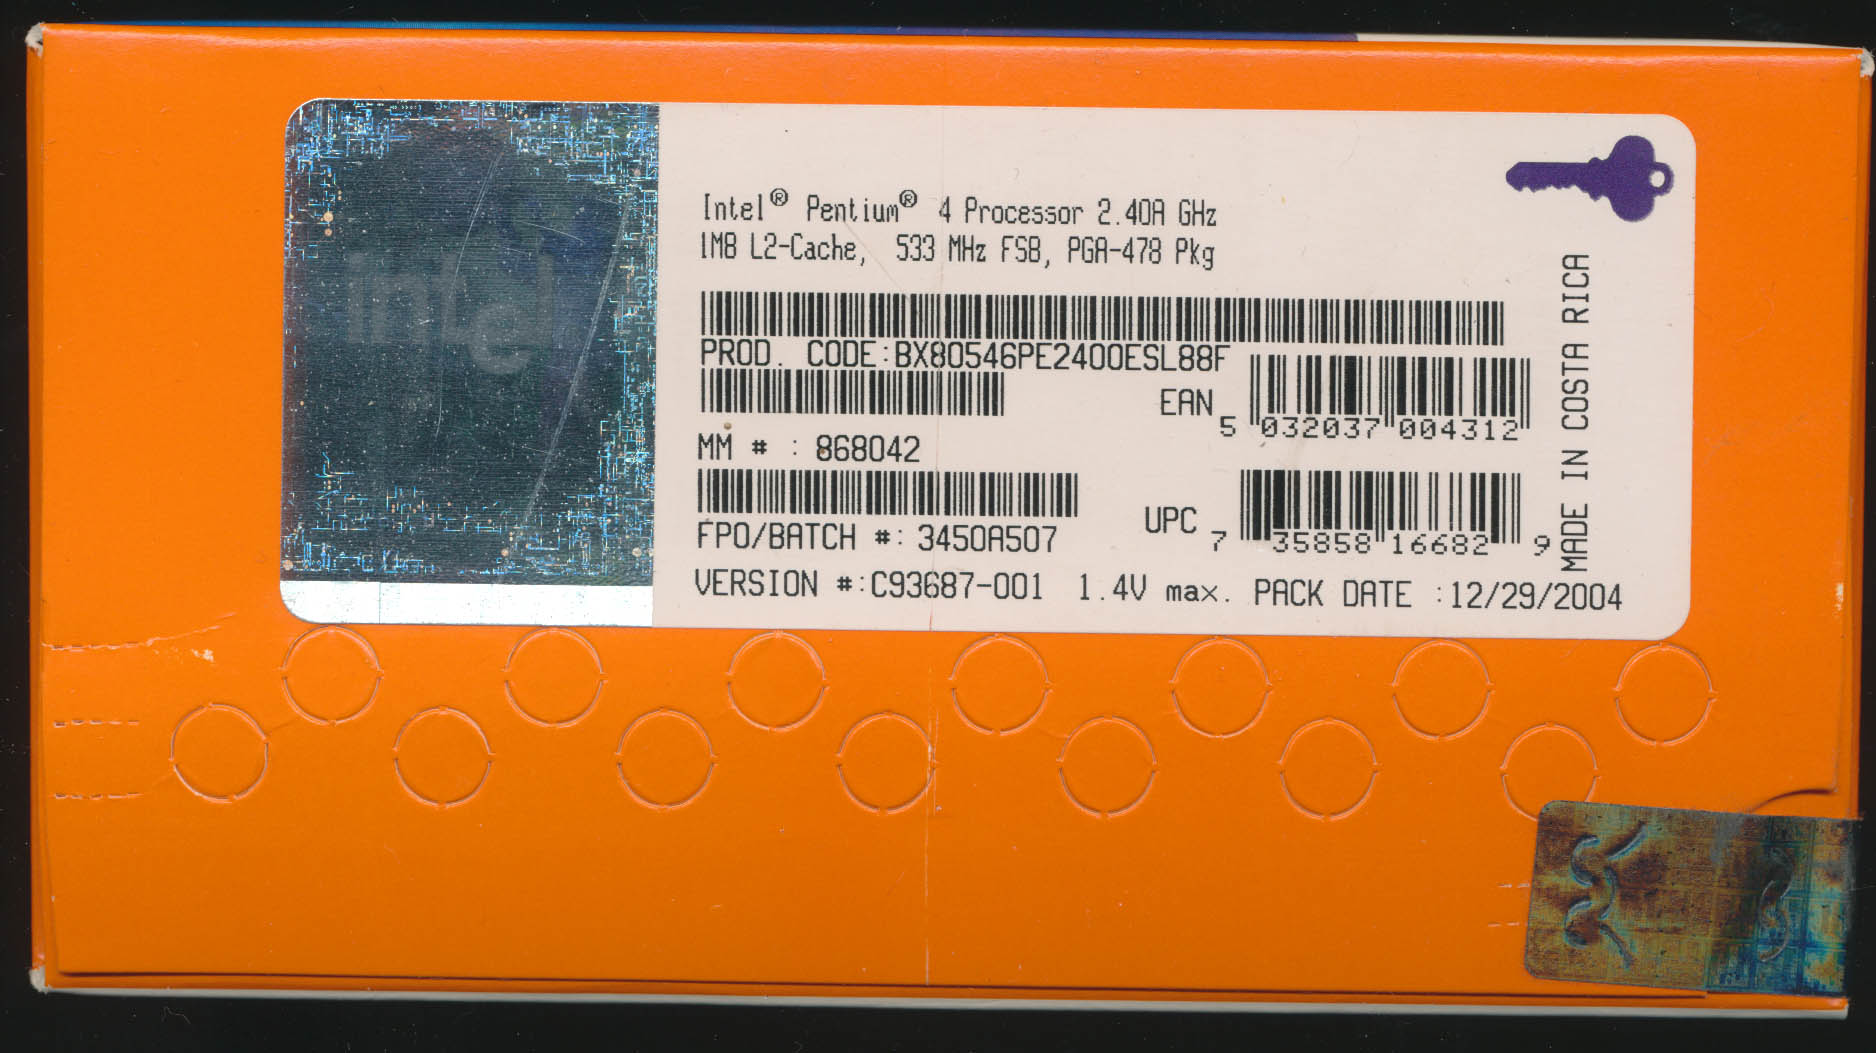 intel
Intel® Pentium® 4 Processor 2.40A GHz
1MB L2-Cache, 533 MHz FSB, PGA-478 Pkg
PROD. CODE:BX80546PE2400ESL88F
EAN 5 032037 004312
MM # : 868042
UPC 7 35858 16682 9
FPO/BATCH #: 3450A507
VERSION #:C93687-001 1.4V max. PACK DATE :12/29/2004
MADE IN COSTA RICA